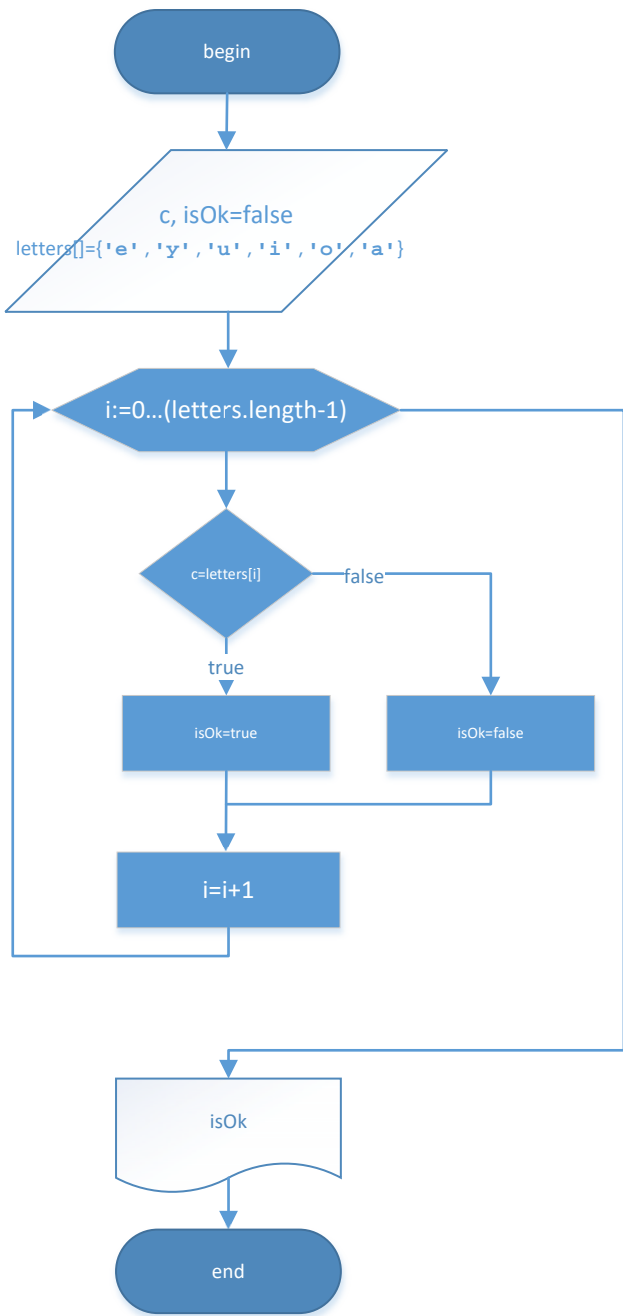 begin
c, isOk=false
letters[]={'e','y','u','i','o','a'}
i:=0...(letters.length-1)
c=letters[i]
false
true
isOk=true
isOk=false
i=i+1
isOk
end